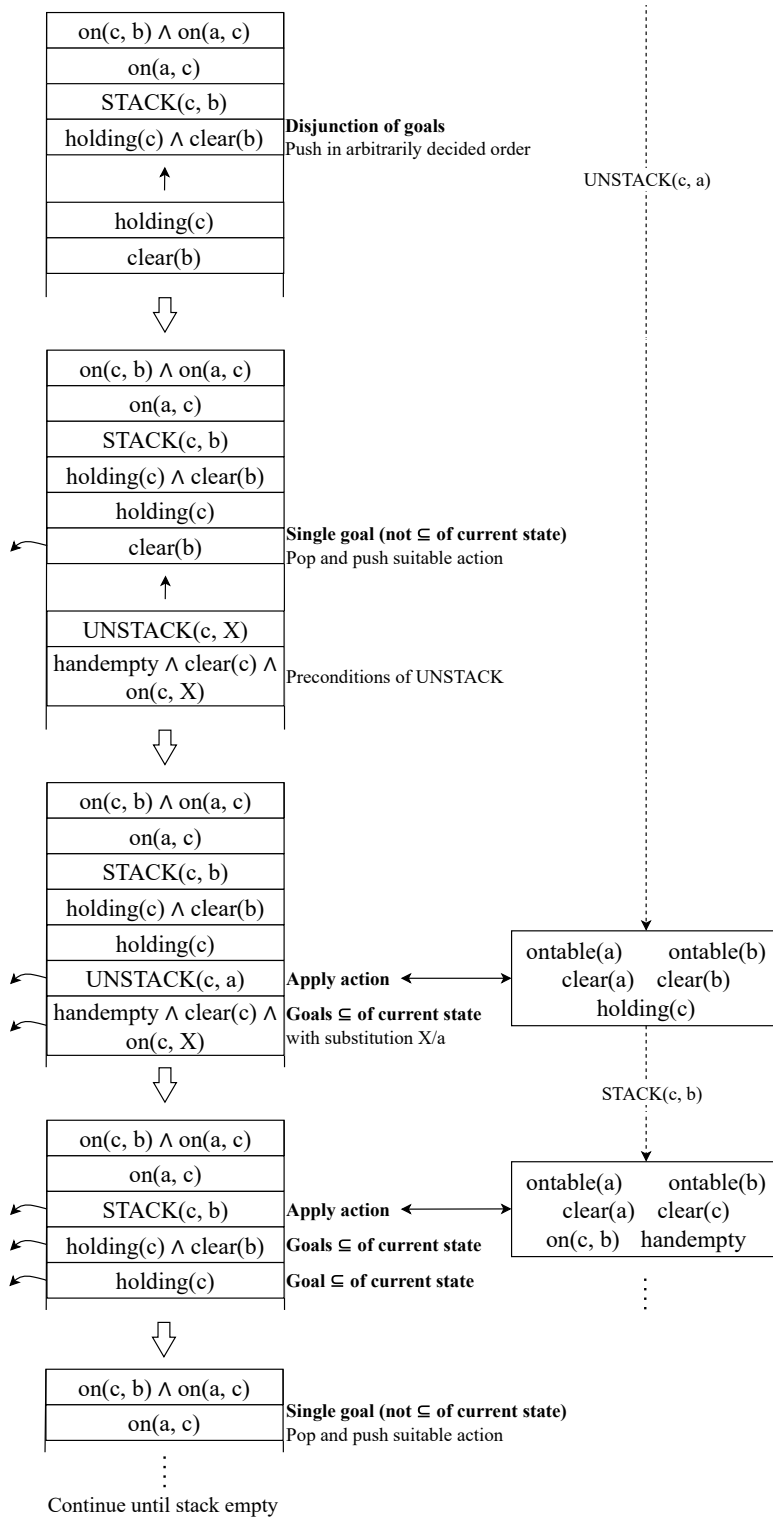 on(c, b) ∧ on(a, c)
on(a, c)
STACK(c, b)
holding(c) ∧ clear(b)
Disjunction of goals
Push in arbitrarily decided order
holding(c)
clear(b)
UNSTACK(c, a)
on(c, b) ∧ on(a, c)
on(a, c)
STACK(c, b)
holding(c) ∧ clear(b)
holding(c)
clear(b)
Single goal (not ⊆ of current state)
Pop and push suitable action
UNSTACK(c, X)
handempty ∧ clear(c) ∧
on(c, X)
Preconditions of UNSTACK
on(c, b) ∧ on(a, c)
on(a, c)
STACK(c, b)
holding(c) ∧ clear(b)
holding(c)
UNSTACK(c, a)
Apply action
handempty ∧ clear(c) ∧
on(c, X)
Goals ⊆ of current state
with substitution X/a
ontable(a) ontable(b)
clear(a) clear(b)
holding(c)
STACK(c, b)
on(c, b) ∧ on(a, c)
on(a, c)
STACK(c, b)
Apply action
holding(c) ∧ clear(b)
Goals ⊆ of current state
holding(c)
Goal ⊆ of current state
ontable(a) ontable(b)
clear(a) clear(c)
on(c, b) handempty
on(c, b) ∧ on(a, c)
on(a, c)
Single goal (not ⊆ of current state)
Pop and push suitable action
Continue until stack empty